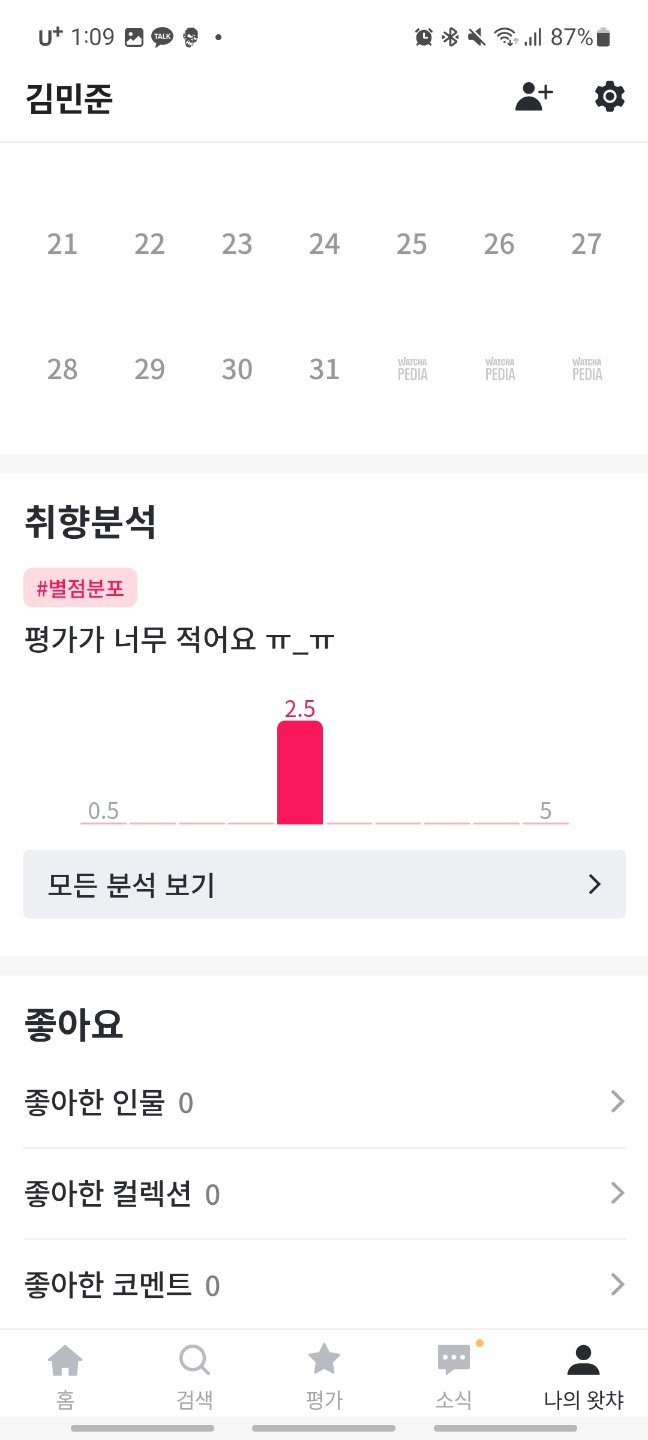 U+ 1:09 TALK 87%
김민준
21 22 23 24 25 26 27
28 29 30 31 WATCHA PEDIA WATCHA PEDIA WATCHA PEDIA
취향분석
#별점분포
평가가 너무 적어요 ㅠ_ㅠ
2.5
0.5 5
모든 분석 보기
좋아요
좋아한 인물 0
좋아한 컬렉션 0
좋아한 코멘트 0
홈 검색 평가 소식 나의 왓챠